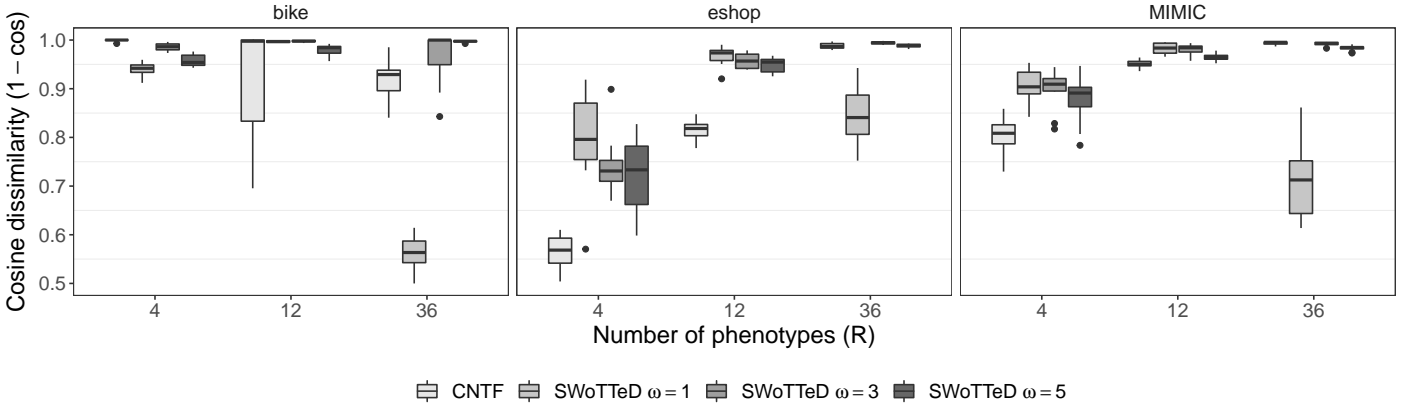 bike
eshop
MIMIC
Cosine dissimilarity (1 − cos)
1.0
0.9
0.8
0.7
0.6
0.5
4
12
36
4
12
36
4
12
36
Number of phenotypes (R)
CNTF
SWoTTeD ω = 1
SWoTTeD ω = 3
SWoTTeD ω = 5